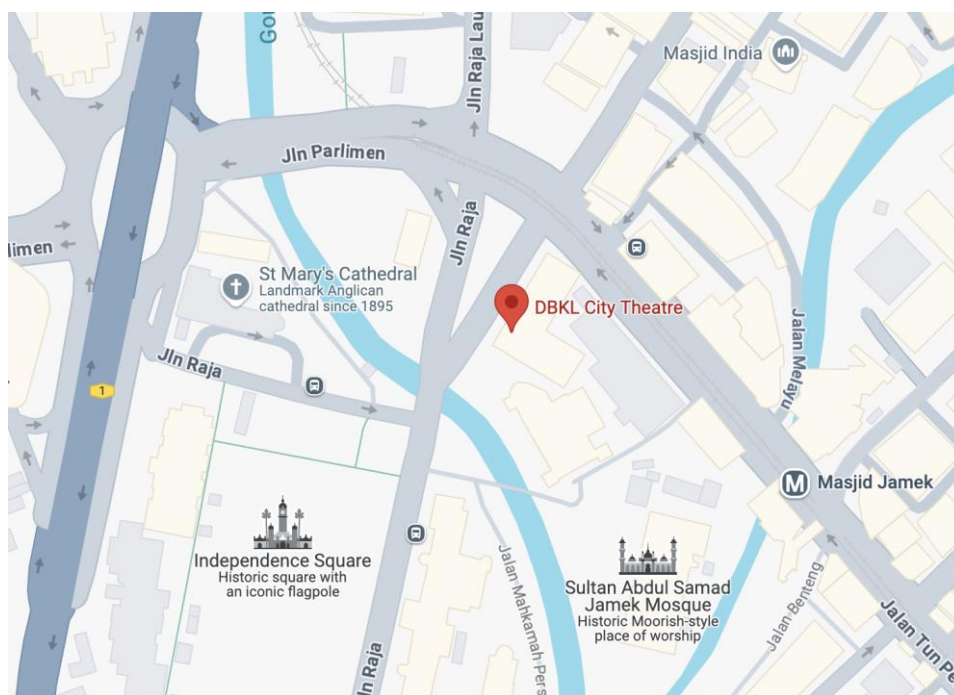 Gou
Jln Raja Lau
Masjid India
Jln Parlimen
Jln Raja
limen
St Mary's Cathedral
Landmark Anglican
cathedral since 1895
DBKL City Theatre
Jln Raja
Jalan Melayu
1
M Masjid Jamek
Independence Square
Historic square with
an iconic flagpole
Sultan Abdul Samad
Jamek Mosque
Historic Moorish-style
place of worship
Jalan Mahkamah Pers
Jalan Benteng
Jalan Tun Pe
Jln Raja